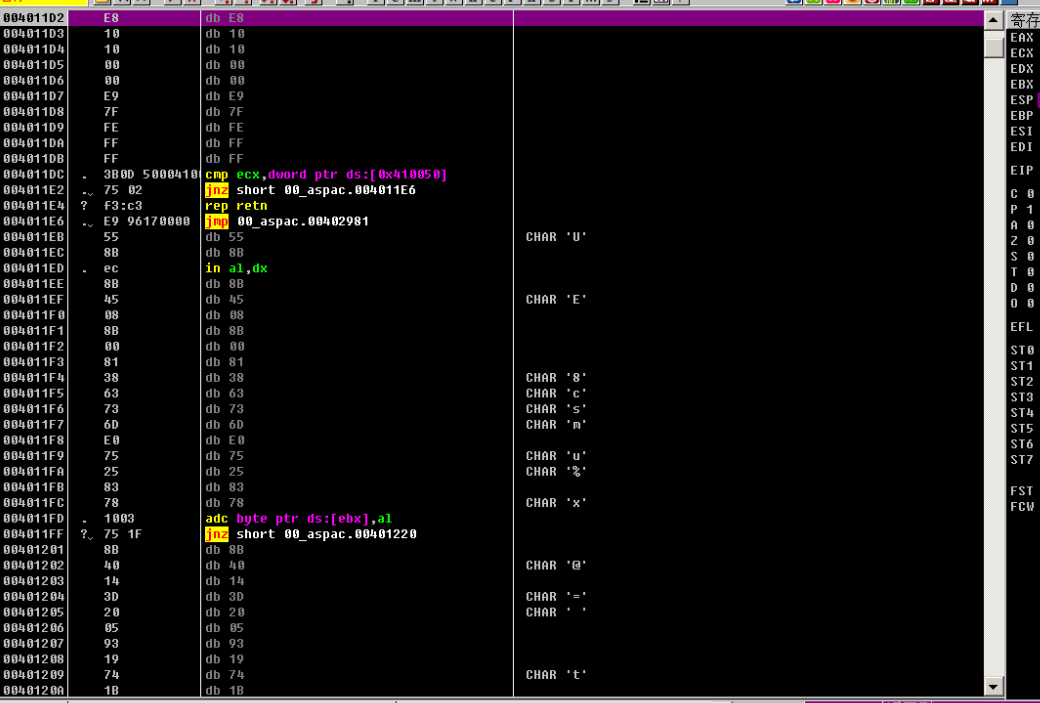 004011D2 E8 db E8
004011D3 10 db 10
004011D4 10 db 10
004011D5 00 db 00
004011D6 00 db 00
004011D7 E9 db E9
004011D8 7F db 7F
004011D9 FE db FE
004011DA FF db FF
004011DB FF db FF
004011DC . 3B0D 5000410 cmp ecx,dword ptr ds:[0x410050]
004011E2 . 75 02 jnz short 00_aspac.004011E6
004011E4 ? f3:c3 rep retn
004011E6 . E9 96170000 jmp 00_aspac.00402981
004011EB 55 db 55 CHAR 'U'
004011EC 8B db 8B
004011ED . ec in al,dx
004011EE 8B db 8B
004011EF 45 db 45 CHAR 'E'
004011F0 08 db 08
004011F1 8B db 8B
004011F2 00 db 00
004011F3 81 db 81
004011F4 38 db 38 CHAR '8'
004011F5 63 db 63 CHAR 'c'
004011F6 73 db 73 CHAR 's'
004011F7 6D db 6D CHAR 'm'
004011F8 E0 db E0
004011F9 75 db 75 CHAR 'u'
004011FA 25 db 25 CHAR '%'
004011FB 83 db 83
004011FC 78 db 78 CHAR 'x'
004011FD . 1003 adc byte ptr ds:[ebx],al
004011FF ? 75 1F jnz short 00_aspac.00401220
00401201 8B db 8B
00401202 40 db 40 CHAR '@'
00401203 14 db 14
00401204 3D db 3D CHAR '='
00401205 20 db 20 CHAR ' '
00401206 05 db 05
00401207 93 db 93
00401208 19 db 19
00401209 74 db 74 CHAR 't'
0040120A 1B db 1B
寄存
EAX
ECX
EDX
EBX
ESP
EBP
ESI
EDI
EIP
C 0
P 1
A 0
Z 0
S 0
T 0
D 0
O 0
EFL
ST0
ST1
ST2
ST3
ST4
ST5
ST6
ST7
FST
FCW